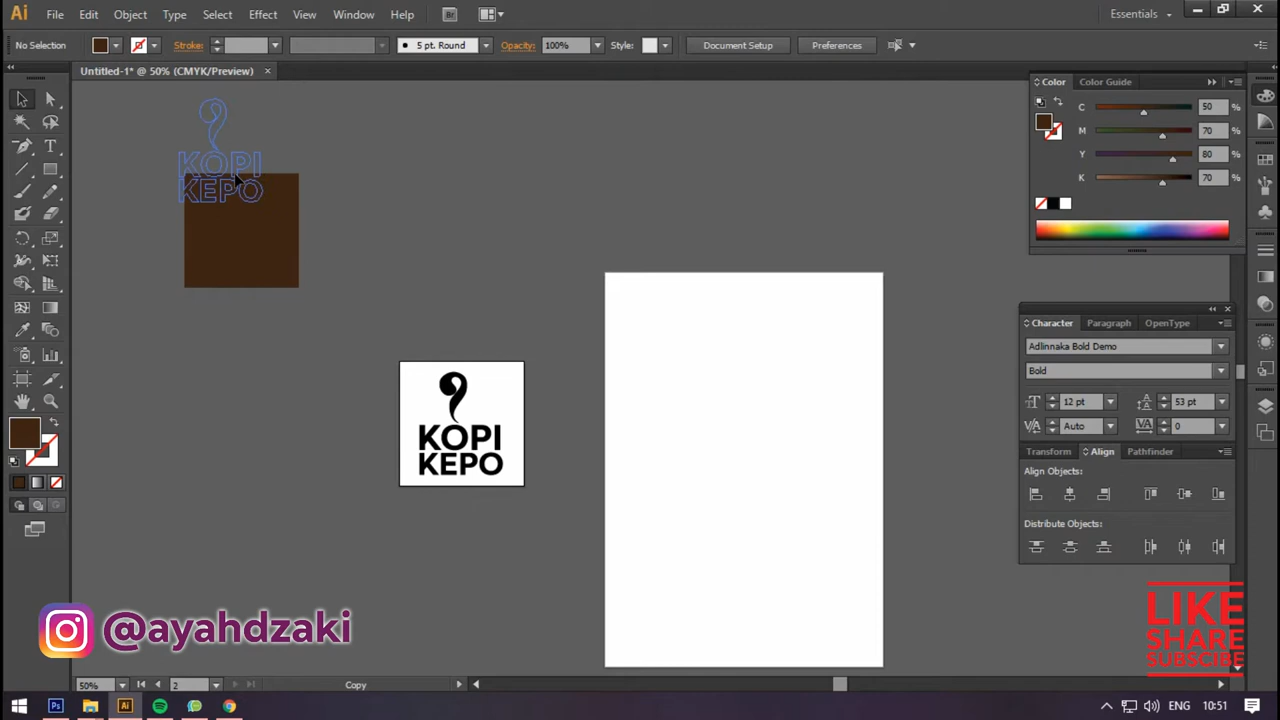 Ai File Edit Object Type Select Effect View Window Help Br Essentials
No Selection Stroke: 5 pt. Round Opacity: 100% Style: Document Setup Preferences
Untitled-1* @ 50% (CMYK/Preview)
Color Color Guide
C 50 %
M 70 %
Y 80 %
K 70 %
KOPI
KEPO
KOPI
KEPO
Character Paragraph OpenType
Adlinnaka Bold Demo
Bold
12 pt 53 pt
Auto 0
Transform Align Pathfinder
Align Objects:
Distribute Objects:
@ayahdzaki
LIKE
SHARE
SUBSCRIBE
50% 2 Copy
Ps Ai ENG 10:51